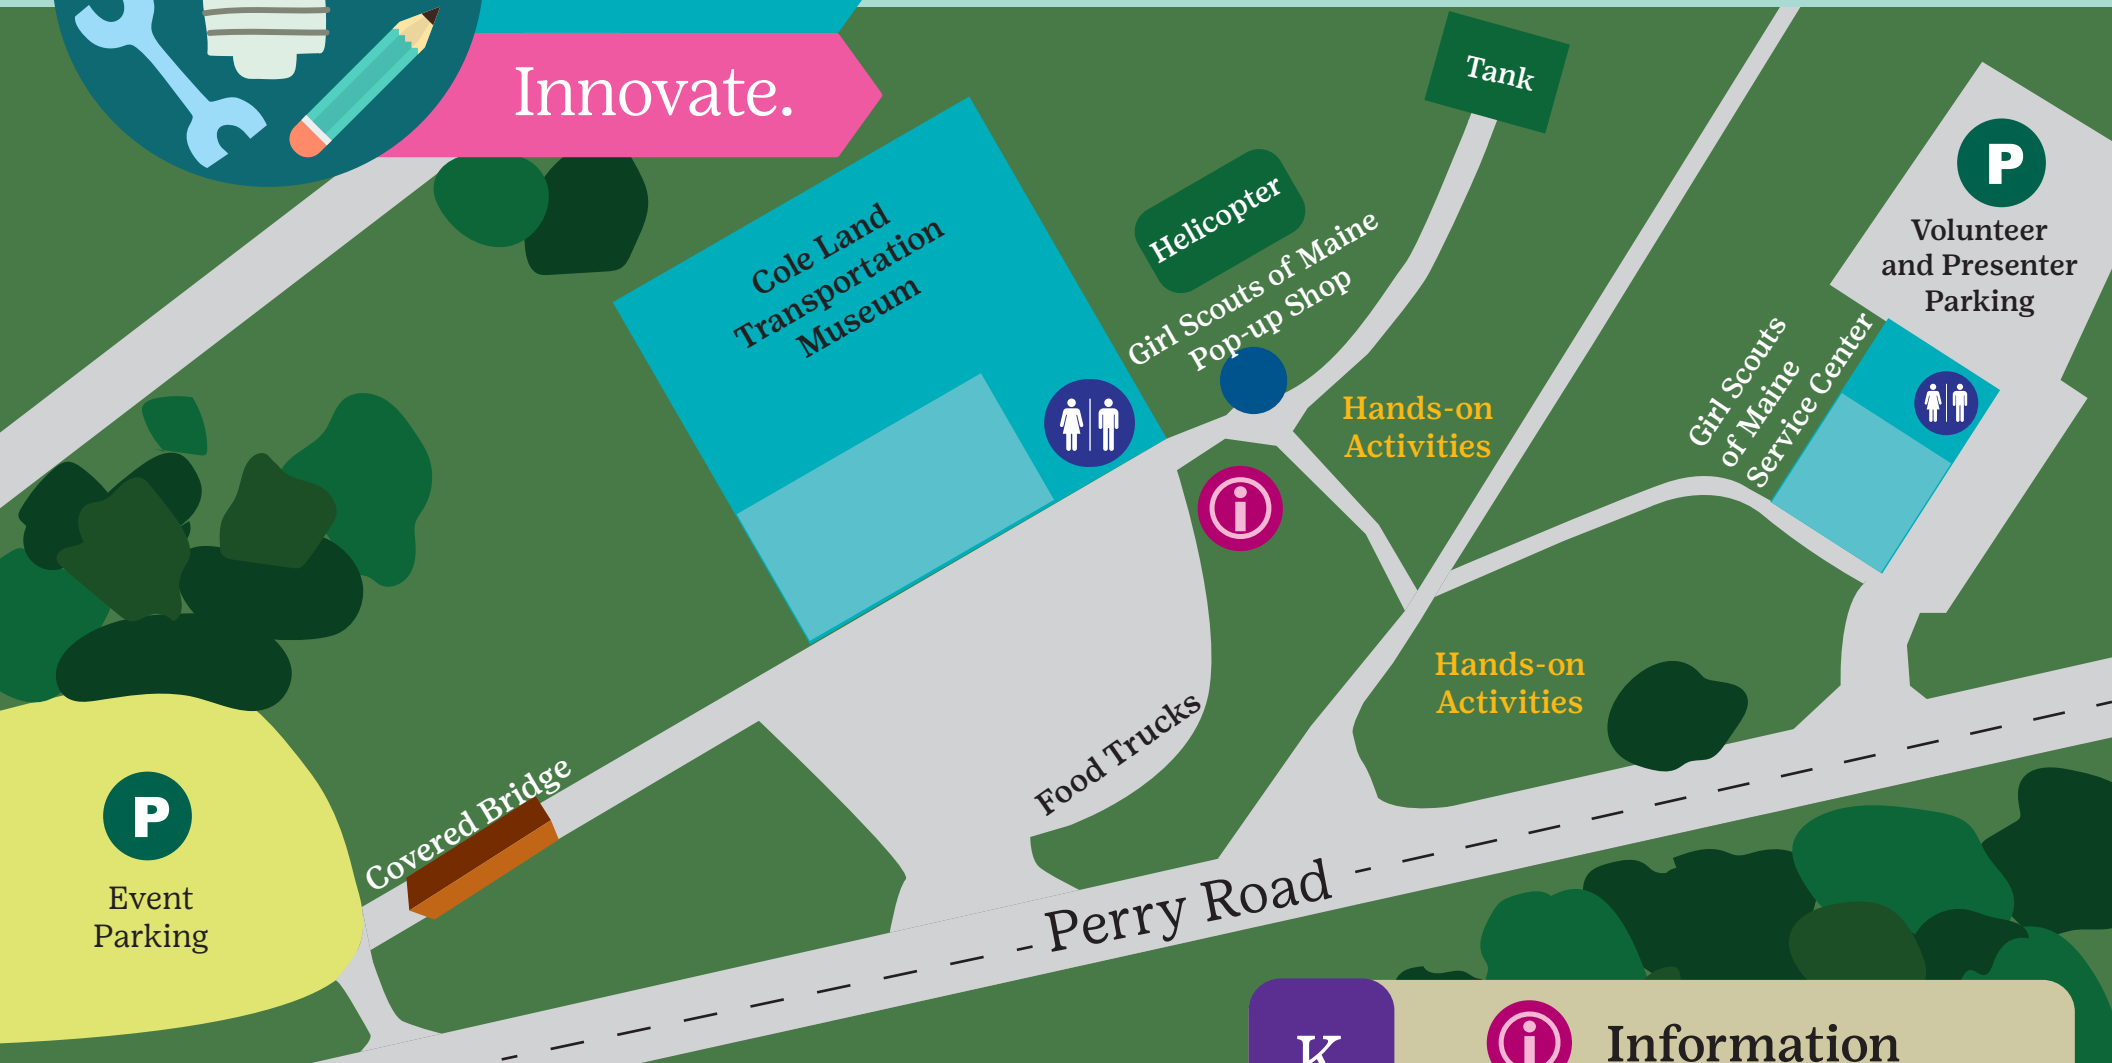 Innovate.
Tank
Helicopter
P
Volunteer
and Presenter
Parking
Cole Land
Transportation
Museum
Girl Scouts of Maine
Pop-up Shop
Girl Scouts
of Maine
Service Center
Hands-on
Activities
i
Hands-on
Activities
Food Trucks
Covered Bridge
P
Event
Parking
Perry Road
K
i
Information